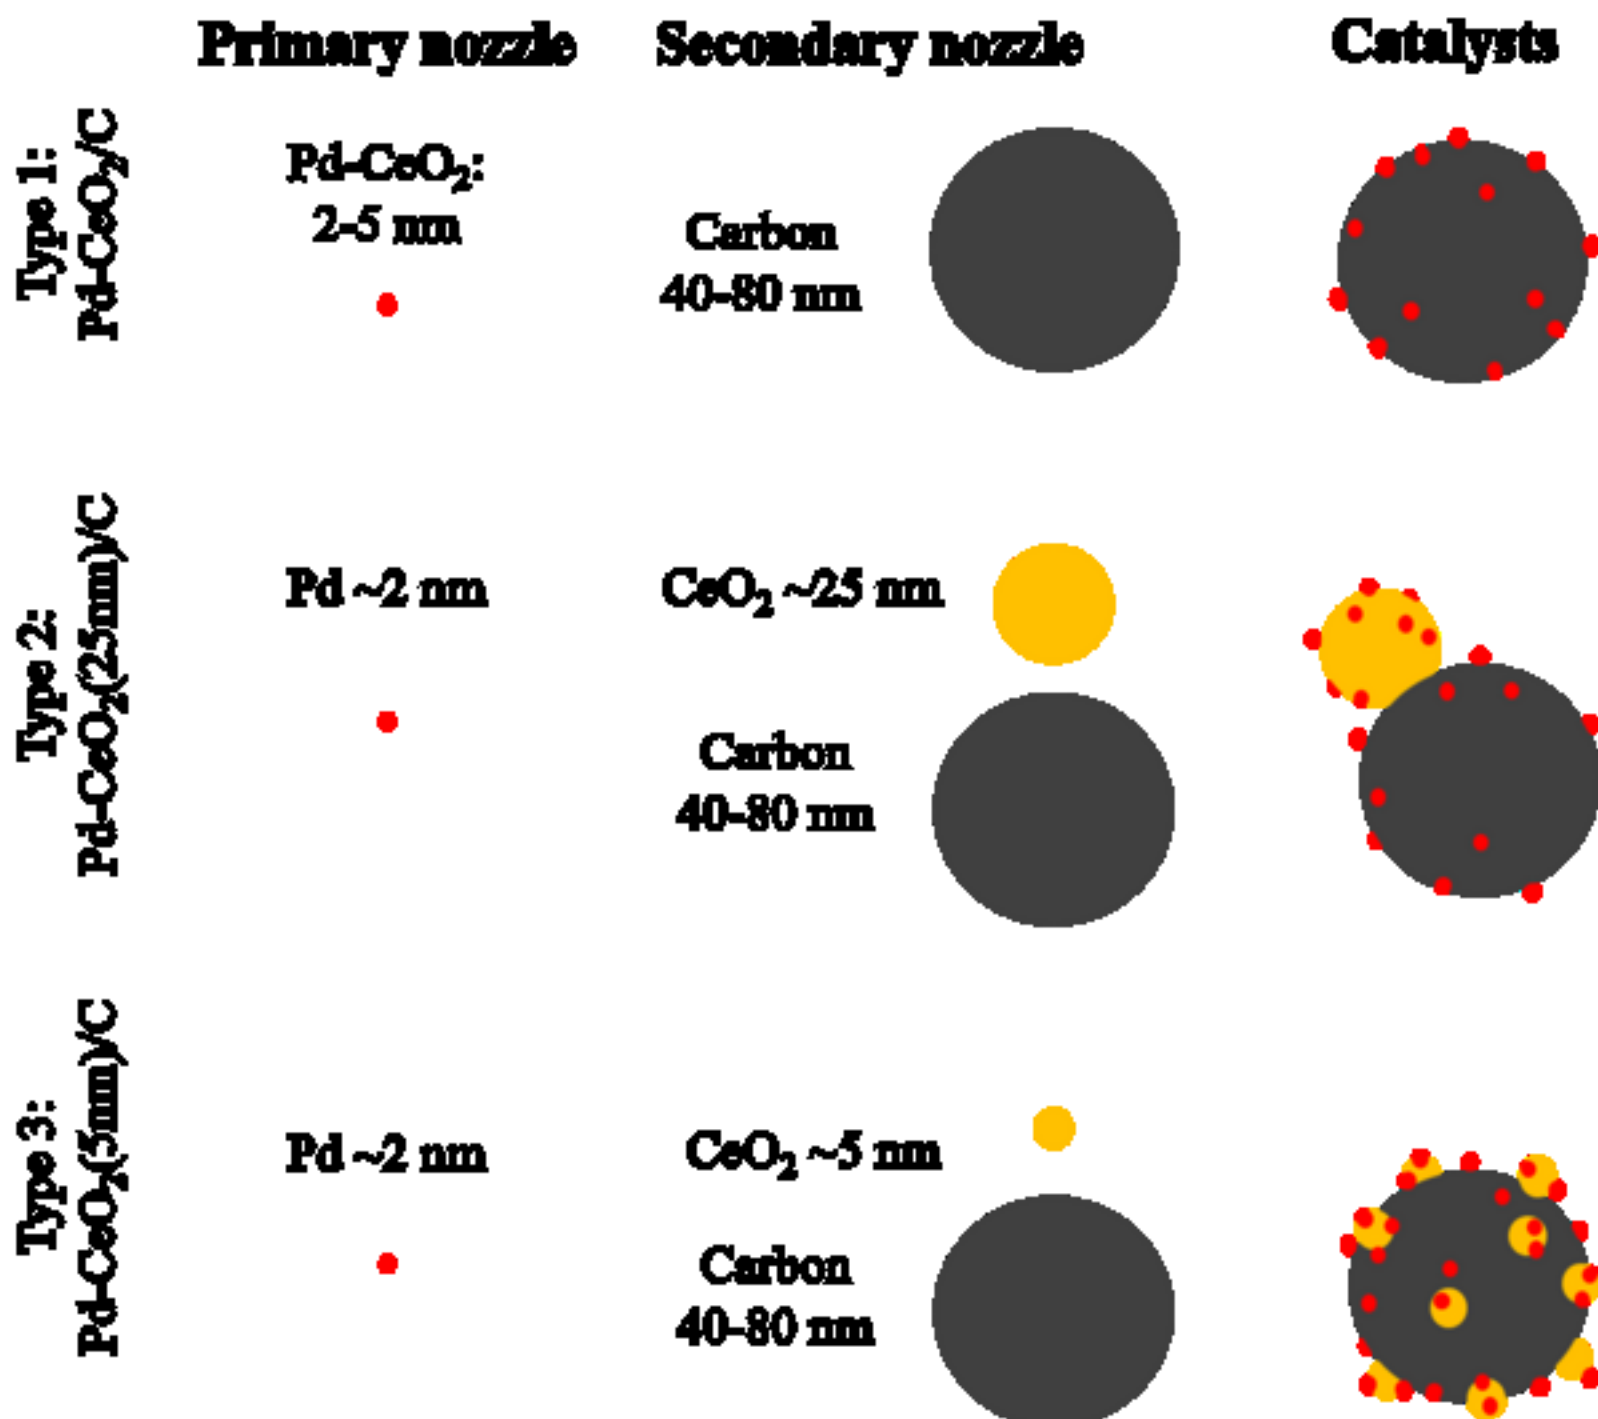 Primary nozzle Secondary nozzle Catalysts
Type 1:
Pd-CeO₂/C
Pd-CeO₂:
2-5 nm
Carbon
40-80 nm
Type 2:
Pd-CeO₂(25nm)/C
Pd ~2 nm
CeO₂ ~25 nm
Carbon
40-80 nm
Type 3:
Pd-CeO₂(5nm)/C
Pd ~2 nm
CeO₂ ~5 nm
Carbon
40-80 nm